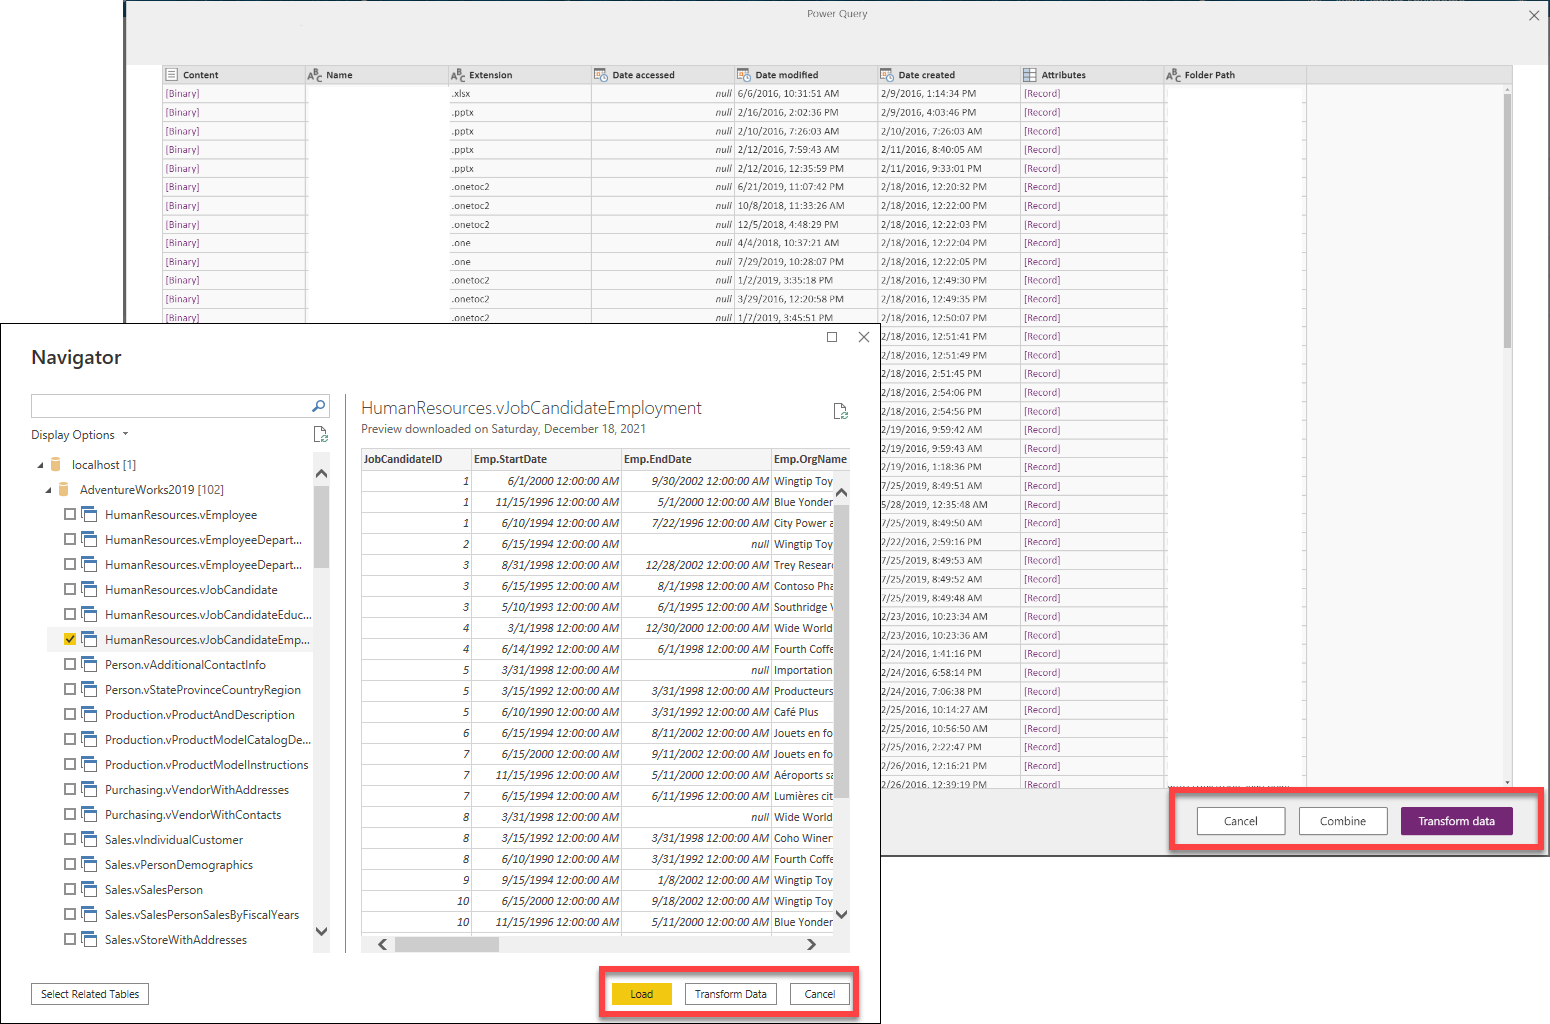 Power Query
Content Name Extension Date accessed Date modified Date created Attributes Folder Path
[Binary] .xlsx null 6/6/2016, 10:31:51 AM 2/9/2016, 1:14:34 PM [Record]
[Binary] .pptx null 2/16/2016, 2:02:36 PM 2/9/2016, 4:03:46 PM [Record]
[Binary] .pptx null 2/10/2016, 7:26:03 AM 2/10/2016, 7:26:03 AM [Record]
[Binary] .pptx null 2/12/2016, 7:59:43 AM 2/11/2016, 8:40:05 AM [Record]
[Binary] .pptx null 2/12/2016, 12:35:59 PM 2/11/2016, 9:33:01 PM [Record]
[Binary] .onetoc2 null 6/21/2019, 11:07:42 PM 2/18/2016, 12:20:32 PM [Record]
[Binary] .onetoc2 null 10/8/2018, 11:33:26 AM 2/18/2016, 12:22:00 PM [Record]
[Binary] .onetoc2 null 12/5/2018, 4:48:29 PM 2/18/2016, 12:22:03 PM [Record]
[Binary] .one null 4/4/2018, 10:37:21 AM 2/18/2016, 12:22:04 PM [Record]
[Binary] .one null 7/29/2019, 10:28:07 PM 2/18/2016, 12:22:05 PM [Record]
[Binary] .onetoc2 null 1/2/2019, 3:35:18 PM 2/18/2016, 12:49:30 PM [Record]
[Binary] .onetoc2 null 3/29/2016, 12:20:58 PM 2/18/2016, 12:49:35 PM [Record]
[Binary] .onetoc2 null 1/7/2019, 3:45:51 PM 2/18/2016, 12:50:07 PM [Record]
2/18/2016, 12:51:41 PM [Record]
2/18/2016, 12:51:49 PM [Record]
2/18/2016, 2:51:45 PM [Record]
2/18/2016, 2:54:06 PM [Record]
2/18/2016, 2:54:56 PM [Record]
2/19/2016, 9:59:42 AM [Record]
2/19/2016, 9:59:43 AM [Record]
2/19/2016, 1:18:36 PM [Record]
7/25/2019, 8:49:51 AM [Record]
5/28/2019, 12:35:48 AM [Record]
7/25/2019, 8:49:50 AM [Record]
2/22/2016, 2:59:16 PM [Record]
7/25/2019, 8:49:53 AM [Record]
7/25/2019, 8:49:52 AM [Record]
7/25/2019, 8:49:48 AM [Record]
2/23/2016, 10:23:34 AM [Record]
2/23/2016, 10:23:36 AM [Record]
2/24/2016, 1:41:16 PM [Record]
2/24/2016, 6:58:14 PM [Record]
2/24/2016, 7:06:38 PM [Record]
2/25/2016, 10:14:27 AM [Record]
2/25/2016, 10:56:50 AM [Record]
2/25/2016, 2:22:47 PM [Record]
2/26/2016, 12:16:21 PM [Record]
2/26/2016, 12:39:19 PM [Record]
Cancel Combine Transform data
Navigator
Display Options
localhost [1]
AdventureWorks2019 [102]
HumanResources.vEmployee
HumanResources.vEmployeeDepart...
HumanResources.vEmployeeDepart...
HumanResources.vJobCandidate
HumanResources.vJobCandidateEduc...
HumanResources.vJobCandidateEmp...
Person.vAdditionalContactInfo
Person.vStateProvinceCountryRegion
Production.vProductAndDescription
Production.vProductModelCatalogDe...
Production.vProductModelInstructions
Purchasing.vVendorWithAddresses
Purchasing.vVendorWithContacts
Sales.vIndividualCustomer
Sales.vPersonDemographics
Sales.vSalesPerson
Sales.vSalesPersonSalesByFiscalYears
Sales.vStoreWithAddresses
HumanResources.vJobCandidateEmployment
Preview downloaded on Saturday, December 18, 2021
JobCandidateID Emp.StartDate Emp.EndDate Emp.OrgName
1 6/1/2000 12:00:00 AM 9/30/2002 12:00:00 AM Wingtip Toy
1 11/15/1996 12:00:00 AM 5/1/2000 12:00:00 AM Blue Yonder
1 6/10/1994 12:00:00 AM 7/22/1996 12:00:00 AM City Power a
2 6/15/1994 12:00:00 AM null Wingtip Toy
3 8/31/1998 12:00:00 AM 12/28/2002 12:00:00 AM Trey Resear
3 6/15/1995 12:00:00 AM 8/1/1998 12:00:00 AM Contoso Pha
3 5/10/1993 12:00:00 AM 6/1/1995 12:00:00 AM Southridge V
4 3/1/1998 12:00:00 AM 12/30/2000 12:00:00 AM Wide World
4 6/14/1992 12:00:00 AM 6/1/1998 12:00:00 AM Fourth Coffe
5 3/31/1998 12:00:00 AM null Importation
5 3/15/1992 12:00:00 AM 3/31/1998 12:00:00 AM Producteurs
5 6/10/1990 12:00:00 AM 3/31/1992 12:00:00 AM Café Plus
6 6/15/1994 12:00:00 AM 8/11/2002 12:00:00 AM Jouets en fo
7 6/15/2000 12:00:00 AM 9/11/2002 12:00:00 AM Jouets en fo
7 11/15/1996 12:00:00 AM 5/11/2000 12:00:00 AM Aéroports sa
7 6/15/1994 12:00:00 AM 6/11/1996 12:00:00 AM Lumières cit
8 3/31/1998 12:00:00 AM null Wide World
8 3/15/1992 12:00:00 AM 3/31/1998 12:00:00 AM Coho Winer
8 6/10/1990 12:00:00 AM 3/31/1992 12:00:00 AM Fourth Coffe
9 9/15/1994 12:00:00 AM 1/8/2002 12:00:00 AM Wingtip Toy
10 6/15/2000 12:00:00 AM 9/18/2002 12:00:00 AM Wingtip Toy
10 11/15/1996 12:00:00 AM 5/11/2000 12:00:00 AM Blue Yonder
Select Related Tables Load Transform Data Cancel